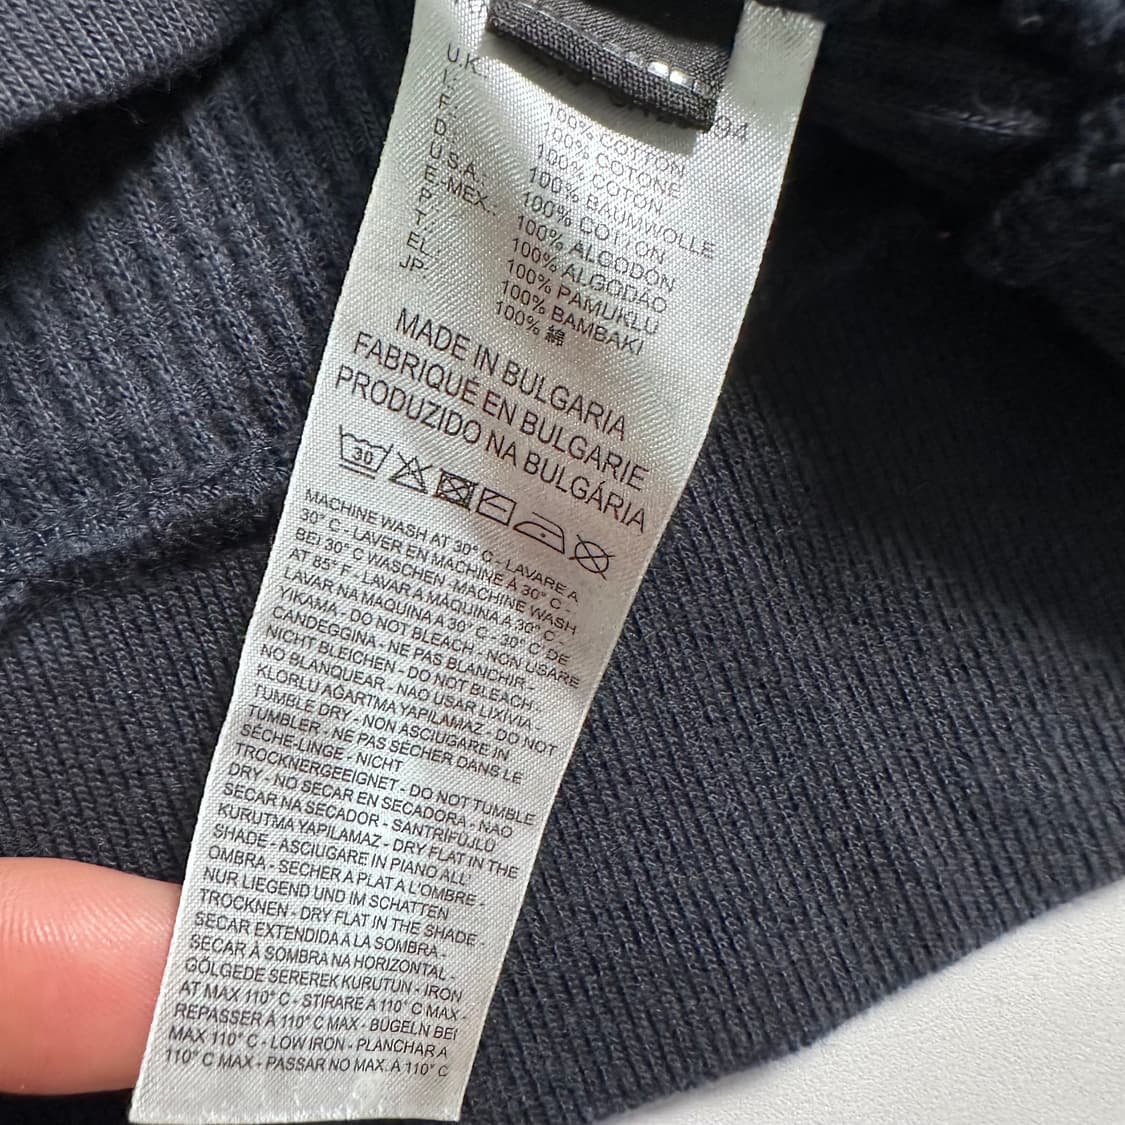 U.K.:
94
100% COTTON
I.: 100% COTONE
F.: 100% COTON
D.: 100% BAUMWOLLE
U.S.A.: 100% COTTON
E.-MEX.: 100% ALGODÓN
P.: 100% ALGODÃO
T.: 100% PAMUKLU
EL.: 100% BAMBAKI
JP.: 100% 綿
MADE IN BULGARIA
FABRIQUÉ EN BULGARIE
PRODUZIDO NA BULGÁRIA
30
MACHINE WASH AT 30° C - LAVARE A
30° C - LAVER EN MACHINE À 30° C -
BEI 30° C WASCHEN - MACHINE WASH
AT 85° F - LAVAR A MÁQUINA A 30° C -
LAVAR NA MAQUINA A 30° C - 30° C' DE
YIKAMA - DO NOT BLEACH - NON USARE
CANDEGGINA - NE PAS BLANCHIR -
NICHT BLEICHEN - DO NOT BLEACH -
NO BLANQUEAR - NAO USAR LIXIVIA -
KLORLU AĞARTMA YAPILAMAZ - DO NOT
TUMBLE DRY - NON ASCIUGARE IN
TUMBLER - NE PAS SÉCHER DANS LE
SÈCHE-LINGE - NICHT
TROCKNERGEEIGNET - DO NOT TUMBLE
DRY - NO SECAR EN SECADORA - NAO
SECAR NA SECADOR - SANTRIFÜJLÜ
KURUTMA YAPILAMAZ - DRY FLAT IN THE
SHADE - ASCIUGARE IN PIANO ALL'
OMBRA - SÉCHER A PLAT A L'OMBRE -
NUR LIEGEND UND IM SCHATTEN
TROCKNEN - DRY FLAT IN THE SHADE -
SECAR EXTENDIDA A LA SOMBRA -
SECAR À SOMBRA NA HORIZONTAL -
GÖLGEDE SEREREK KURUTUN - IRON
AT MAX 110° C - STIRARE A 110° C MAX -
REPASSER À 110° C MAX - BÜGELN BEI
MAX 110° C - LOW IRON - PLANCHAR A
110° C MAX - PASSAR NO MAX. A 110° C